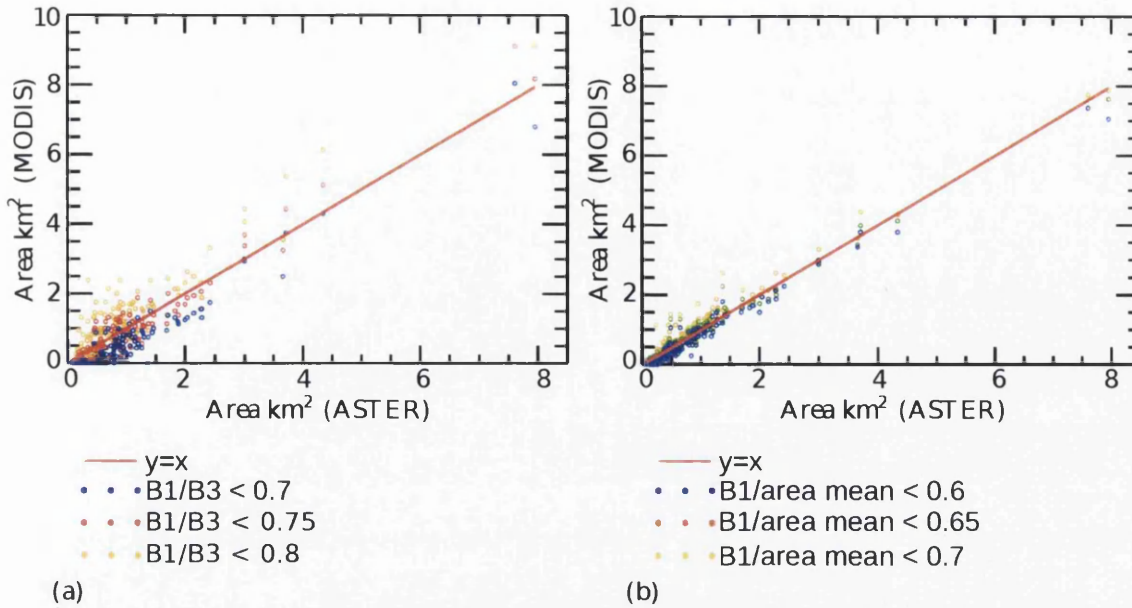 10
8
6
4
2
0
0 2 4 6 8
Area km² (MODIS)
Area km² (ASTER)
y=x
B1/B3 < 0.7
B1/B3 < 0.75
B1/B3 < 0.8
(a)
10
8
6
4
2
0
0 2 4 6 8
Area km² (MODIS)
Area km² (ASTER)
y=x
B1/area mean < 0.6
B1/area mean < 0.65
B1/area mean < 0.7
(b)